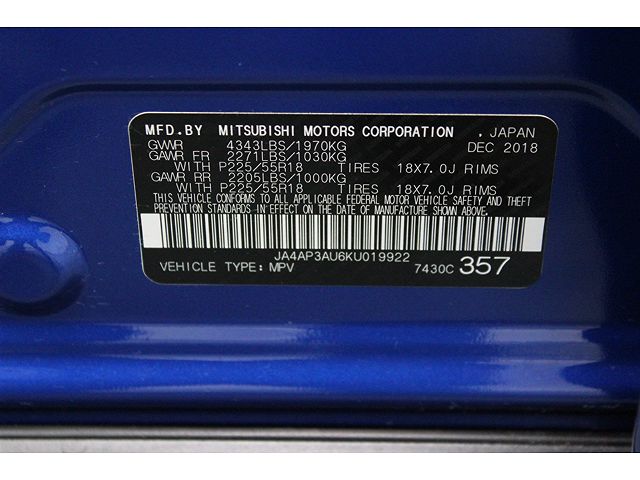 MFD.BY MITSUBISHI MOTORS CORPORATION , JAPAN
GVWR 4343LBS/1970KG DEC 2018
GAWR FR 2271LBS/1030KG
WITH P225/55R18 TIRES 18X7.0J RIMS
GAWR RR 2205LBS/1000KG
WITH P225/55R18 TIRES 18X7.0J RIMS
THIS VEHICLE CONFORMS TO ALL APPLICABLE FEDERAL MOTOR VEHICLE SAFETY AND THEFT
PREVENTION STANDARDS IN EFFECT ON THE DATE OF MANUFACTURE SHOWN ABOVE.
JA4AP3AU6KU019922
VEHICLE TYPE: MPV 7430C 357